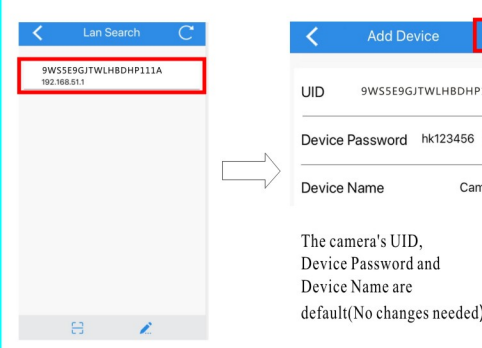 Lan Search
9WS5E9GJTWLHBDHP111A
192.168.51.1
Add Device
UID 9WS5E9GJTWLHBDHP
Device Password hk123456
Device Name Cam
The camera's UID,
Device Password and
Device Name are
default(No changes needed)